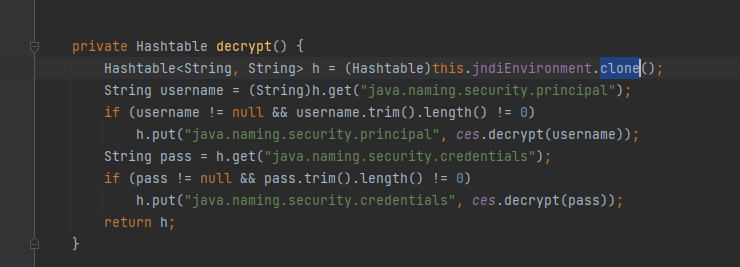 private Hashtable decrypt() {
Hashtable<String, String> h = (Hashtable)this.jndiEnvironment.clone();
String username = (String)h.get("java.naming.security.principal");
if (username != null && username.trim().length() != 0)
h.put("java.naming.security.principal", ces.decrypt(username));
String pass = h.get("java.naming.security.credentials");
if (pass != null && pass.trim().length() != 0)
h.put("java.naming.security.credentials", ces.decrypt(pass));
return h;
}